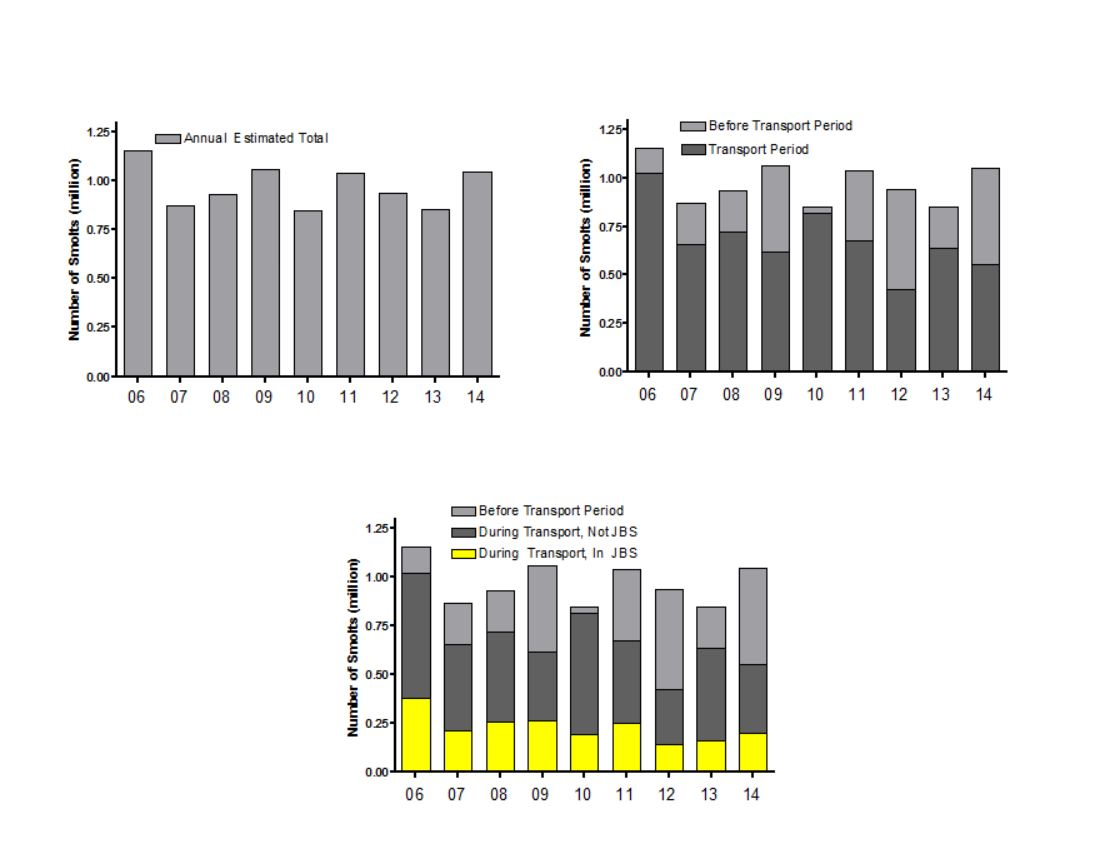 Annual Estimated Total
Number of Smolts (million)
1.25
1.00
0.75
0.50
0.25
0.00
06 07 08 09 10 11 12 13 14
Before Transport Period
Transport Period
Number of Smolts (million)
1.25
1.00
0.75
0.50
0.25
0.00
06 07 08 09 10 11 12 13 14
Before Transport Period
During Transport, Not JBS
During Transport, In JBS
Number of Smolts (million)
1.25
1.00
0.75
0.50
0.25
0.00
06 07 08 09 10 11 12 13 14